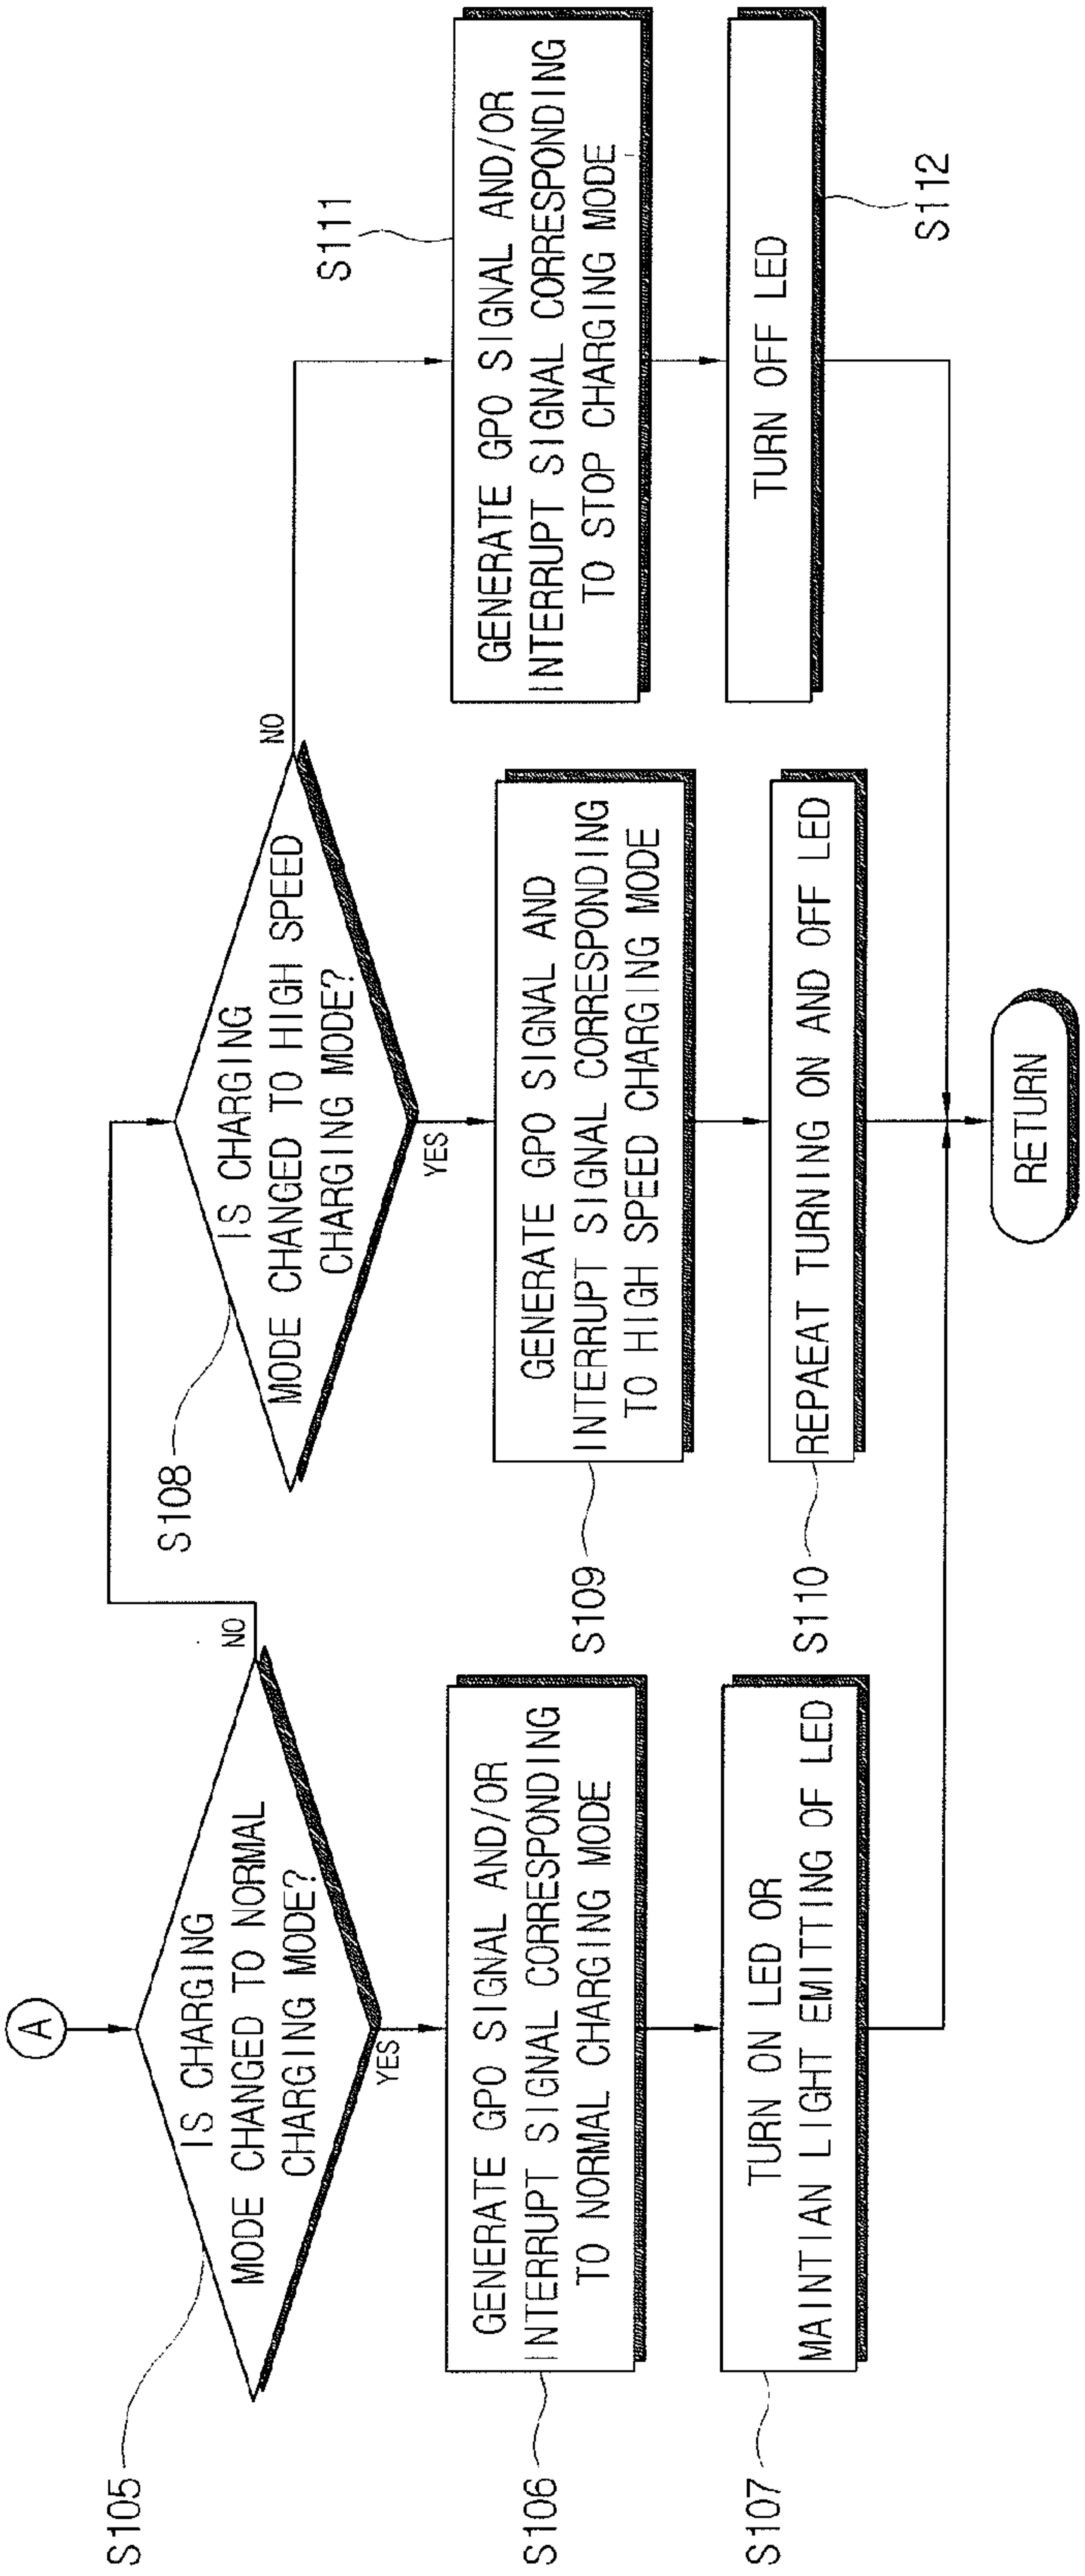 A
IS CHARGING
MODE CHANGED TO NORMAL
CHARGING MODE?
S105
NO
YES
GENERATE GPO SIGNAL AND/OR
INTERRUPT SIGNAL CORRESPONDING
TO NORMAL CHARGING MODE
S106
TURN ON LED OR
MAINTIAN LIGHT EMITTING OF LED
S107
IS CHARGING
MODE CHANGED TO HIGH SPEED
CHARGING MODE?
S108
NO
YES
GENERATE GPO SIGNAL AND
INTERRUPT SIGNAL CORRESPONDING
TO HIGH SPEED CHARGING MODE
S109
REPAEAT TURNING ON AND OFF LED
S110
GENERATE GPO SIGNAL AND/OR
INTERRUPT SIGNAL CORRESPONDING
TO STOP CHARGING MODE
S111
TURN OFF LED
S112
RETURN